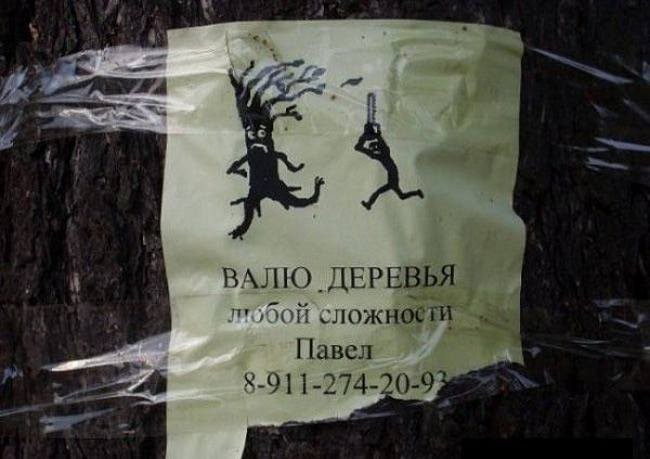 ВАЛЮ ДЕРЕВЬЯ
любой сложности
Павел
8-911-274-20-93